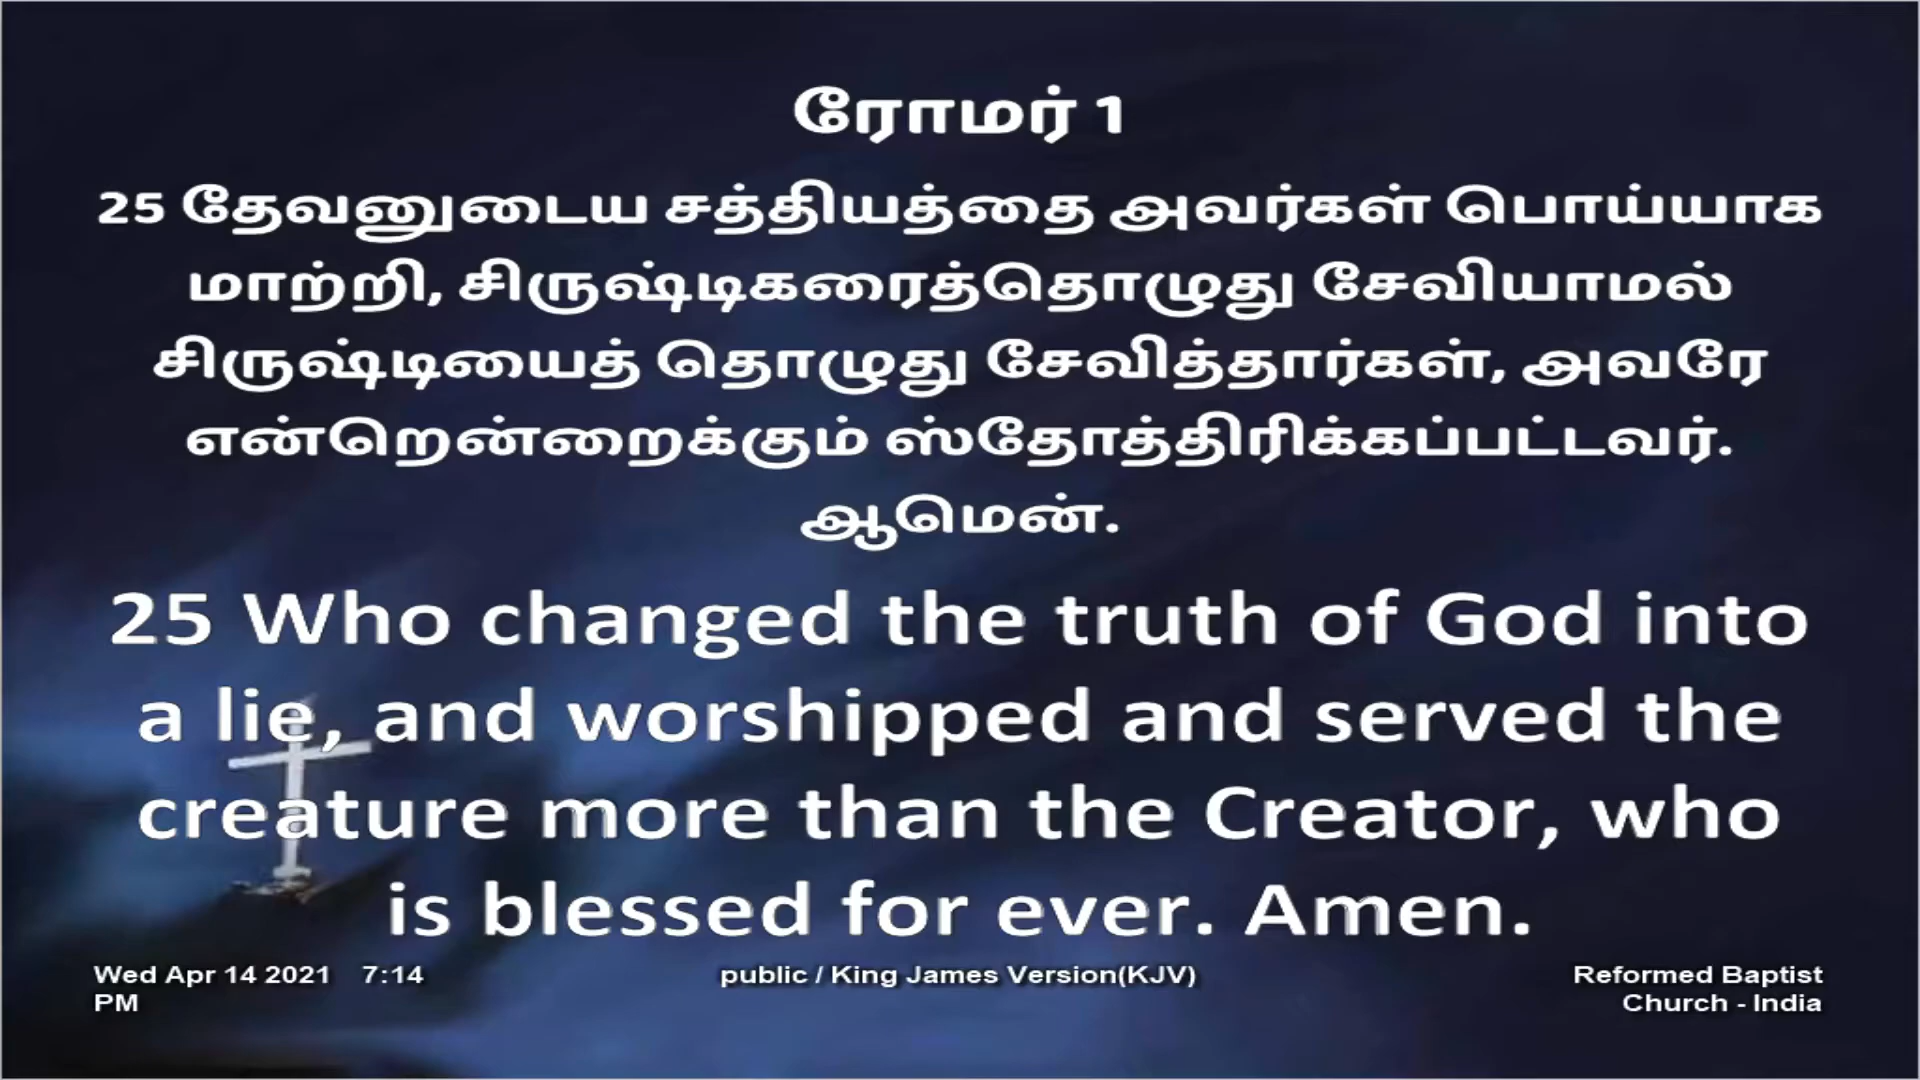 ரோமர் 1
25 தேவனுடைய சத்தியத்தை அவர்கள் பொய்யாக
மாற்றி, சிருஷ்டிகரைத்தொழுது சேவியாமல்
சிருஷ்டியைத் தொழுது சேவித்தார்கள், அவரே
என்றென்றைக்கும் ஸ்தோத்திரிக்கப்பட்டவர்.
ஆமென்.
25 Who changed the truth of God into
a lie, and worshipped and served the
creature more than the Creator, who
is blessed for ever. Amen.
Wed Apr 14 2021 7:14
PM
public / King James Version(KJV)
Reformed Baptist
Church - India